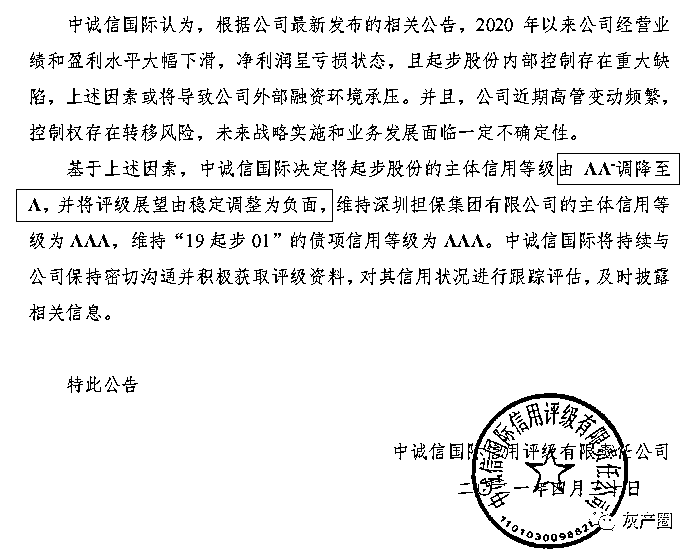 中诚信国际认为，根据公司最新发布的相关公告，2020 年以来公司经营业
绩和盈利水平大幅下滑，净利润呈亏损状态，且起步股份内部控制存在重大缺
陷，上述因素或将导致公司外部融资环境承压。并且，公司近期高管变动频繁，
控制权存在转移风险，未来战略实施和业务发展面临一定不确定性。
基于上述因素，中诚信国际决定将起步股份的主体信用等级由 AA-调降至
A，并将评级展望由稳定调整为负面，维持深圳担保集团有限公司的主体信用等
级为 AAA，维持“19 起步 01”的债项信用等级为 AAA。中诚信国际将持续与
公司保持密切沟通并积极获取评级资料，对其信用状况进行跟踪评估，及时披露
相关信息。
特此公告
中诚信国际信用评级有限责任公司
二〇二一年四月 十日
中诚信国际信用评级有限责任公司
灰产圈